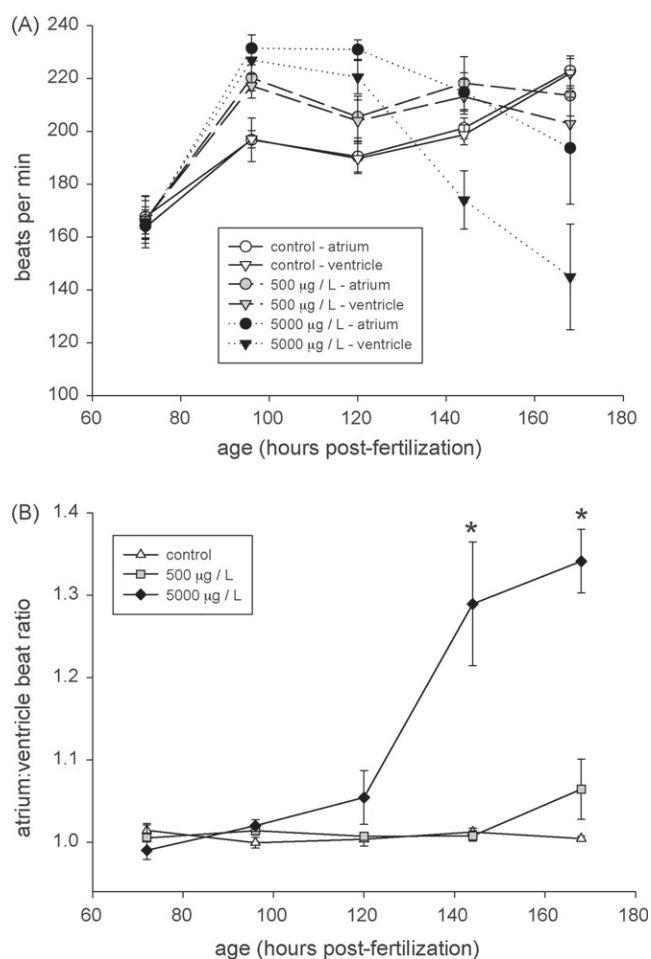 (A)
240
220
200
180
160
140
120
100
beats per min
control - atrium
control - ventricle
500 μg / L - atrium
500 μg / L - ventricle
5000 μg / L - atrium
5000 μg / L - ventricle
60 80 100 120 140 160 180
age (hours post-fertilization)
(B)
1.4
1.3
1.2
1.1
1.0
atrium:ventricle beat ratio
control
500 μg / L
5000 μg / L
* *
60 80 100 120 140 160 180
age (hours post-fertilization)